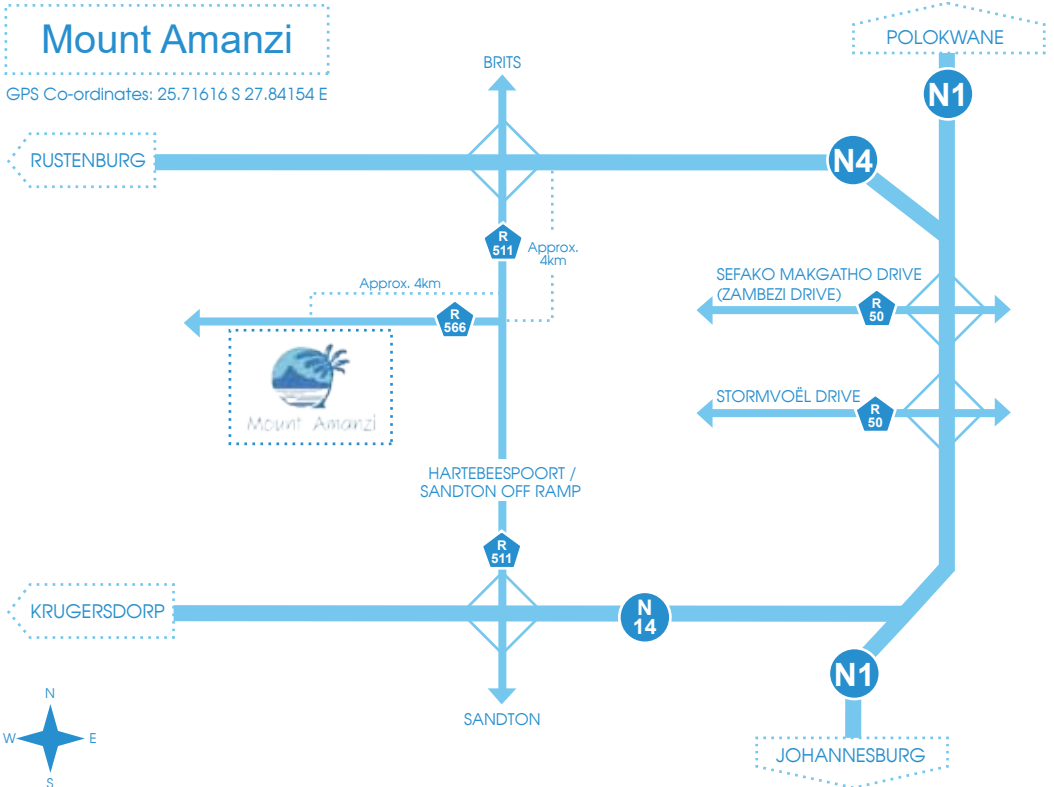 Mount Amanzi
GPS Co-ordinates: 25.71616 S 27.84154 E
POLOKWANE
N1
BRITS
RUSTENBURG
N4
R
511
Approx.
4km
Approx. 4km
R
566
SEFAKO MAKGATHO DRIVE
(ZAMBEZI DRIVE)
R
50
Mount Amanzi
STORMVOËL DRIVE
R
50
HARTEBEESPOORT /
SANDTON OFF RAMP
R
511
KRUGERSDORP
N
14
N1
SANDTON
JOHANNESBURG
N
W
E
S